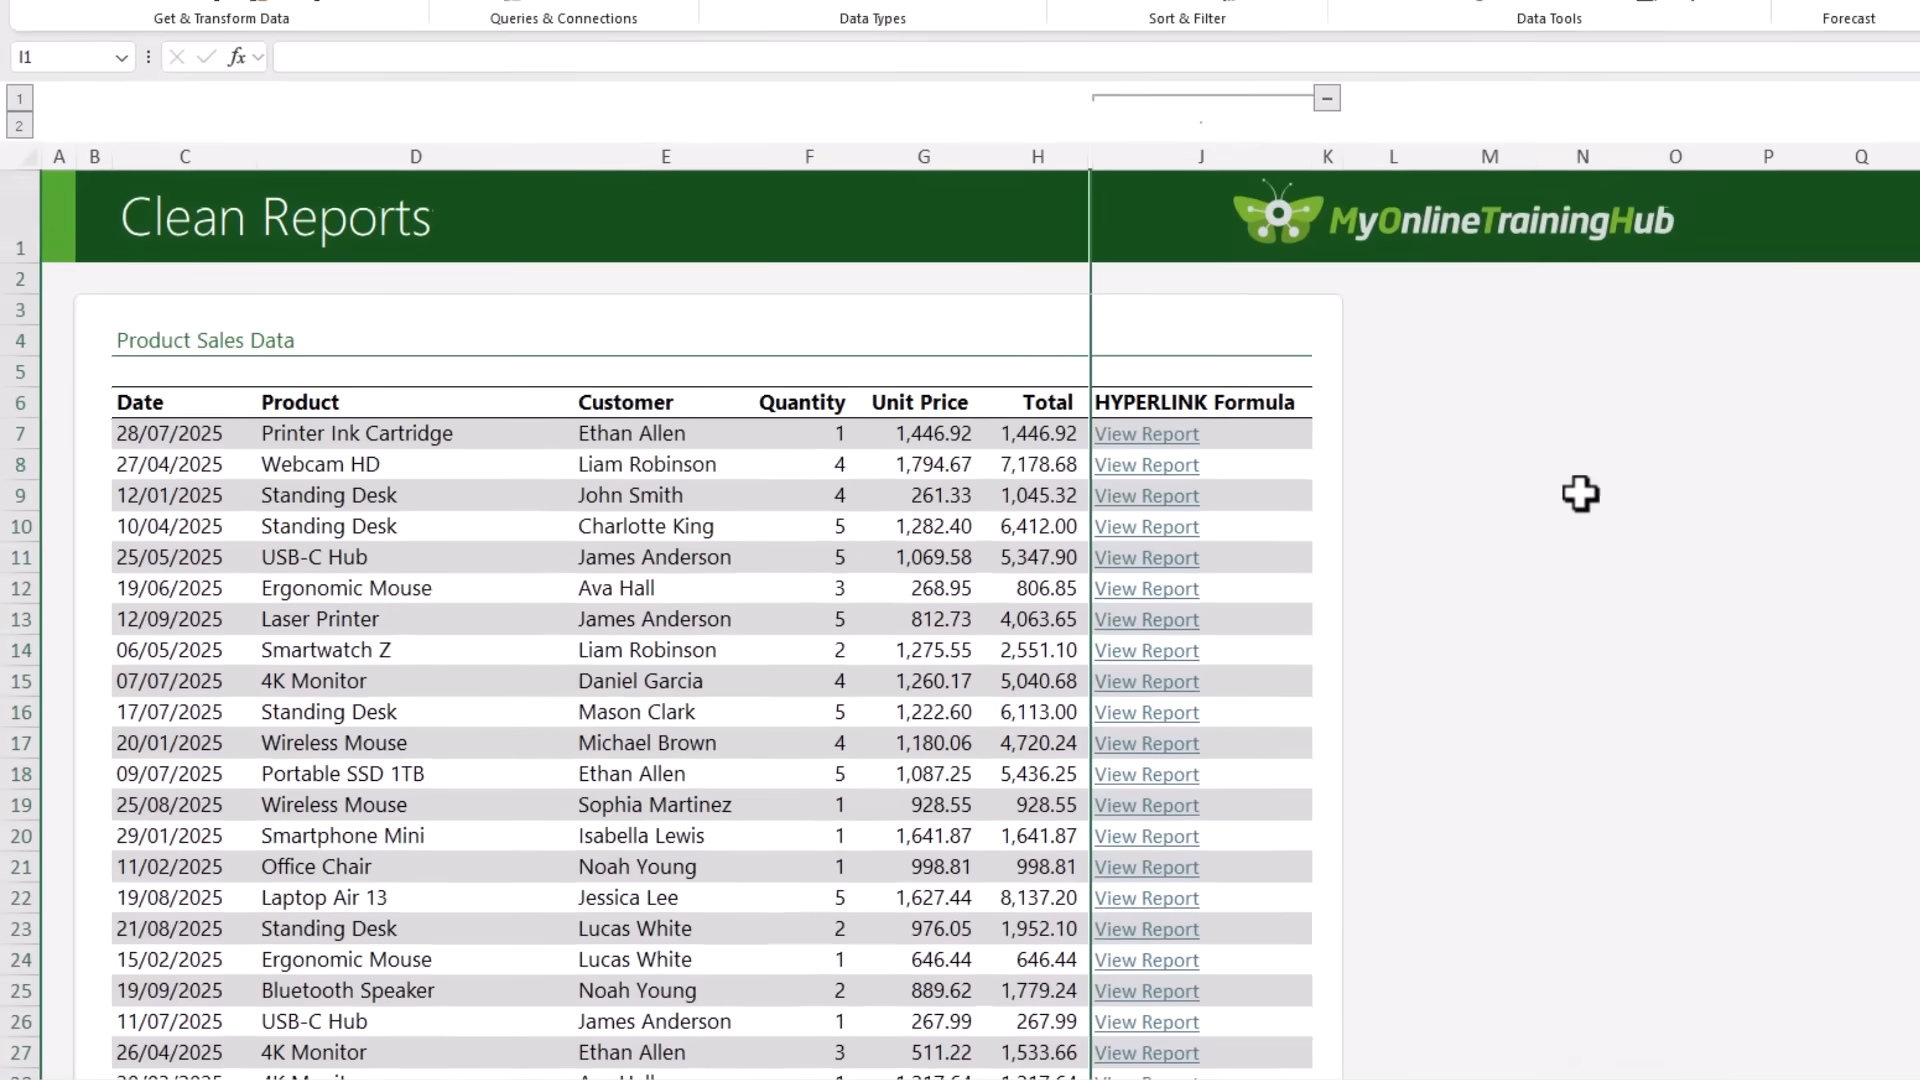 Get & Transform Data Queries & Connections Data Types Sort & Filter Data Tools Forecast
I1 fx
1
2
A B C D E F G H J K L M N O P Q
1 Clean Reports MyOnlineTrainingHub
2
3
4 Product Sales Data
5
6 Date Product Customer Quantity Unit Price Total HYPERLINK Formula
7 28/07/2025 Printer Ink Cartridge Ethan Allen 1 1,446.92 1,446.92 View Report
8 27/04/2025 Webcam HD Liam Robinson 4 1,794.67 7,178.68 View Report
9 12/01/2025 Standing Desk John Smith 4 261.33 1,045.32 View Report
10 10/04/2025 Standing Desk Charlotte King 5 1,282.40 6,412.00 View Report
11 25/05/2025 USB-C Hub James Anderson 5 1,069.58 5,347.90 View Report
12 19/06/2025 Ergonomic Mouse Ava Hall 3 268.95 806.85 View Report
13 12/09/2025 Laser Printer James Anderson 5 812.73 4,063.65 View Report
14 06/05/2025 Smartwatch Z Liam Robinson 2 1,275.55 2,551.10 View Report
15 07/07/2025 4K Monitor Daniel Garcia 4 1,260.17 5,040.68 View Report
16 17/07/2025 Standing Desk Mason Clark 5 1,222.60 6,113.00 View Report
17 20/01/2025 Wireless Mouse Michael Brown 4 1,180.06 4,720.24 View Report
18 09/07/2025 Portable SSD 1TB Ethan Allen 5 1,087.25 5,436.25 View Report
19 25/08/2025 Wireless Mouse Sophia Martinez 1 928.55 928.55 View Report
20 29/01/2025 Smartphone Mini Isabella Lewis 1 1,641.87 1,641.87 View Report
21 11/02/2025 Office Chair Noah Young 1 998.81 998.81 View Report
22 19/08/2025 Laptop Air 13 Jessica Lee 5 1,627.44 8,137.20 View Report
23 21/08/2025 Standing Desk Lucas White 2 976.05 1,952.10 View Report
24 15/02/2025 Ergonomic Mouse Lucas White 1 646.44 646.44 View Report
25 19/09/2025 Bluetooth Speaker Noah Young 2 889.62 1,779.24 View Report
26 11/07/2025 USB-C Hub James Anderson 1 267.99 267.99 View Report
27 26/04/2025 4K Monitor Ethan Allen 3 511.22 1,533.66 View Report